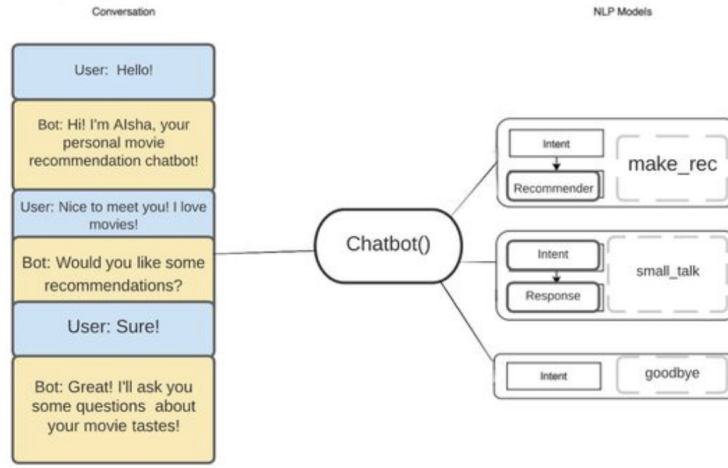 Conversation
NLP Models
User: Hello!
Bot: Hi! I'm AIsha, your
personal movie
recommendation chatbot!
User: Nice to meet you! I love
movies!
Bot: Would you like some
recommendations?
User: Sure!
Bot: Great! I'll ask you
some questions about
your movie tastes!
Chatbot()
Intent
Recommender
make_rec
Intent
Response
small_talk
Intent
goodbye